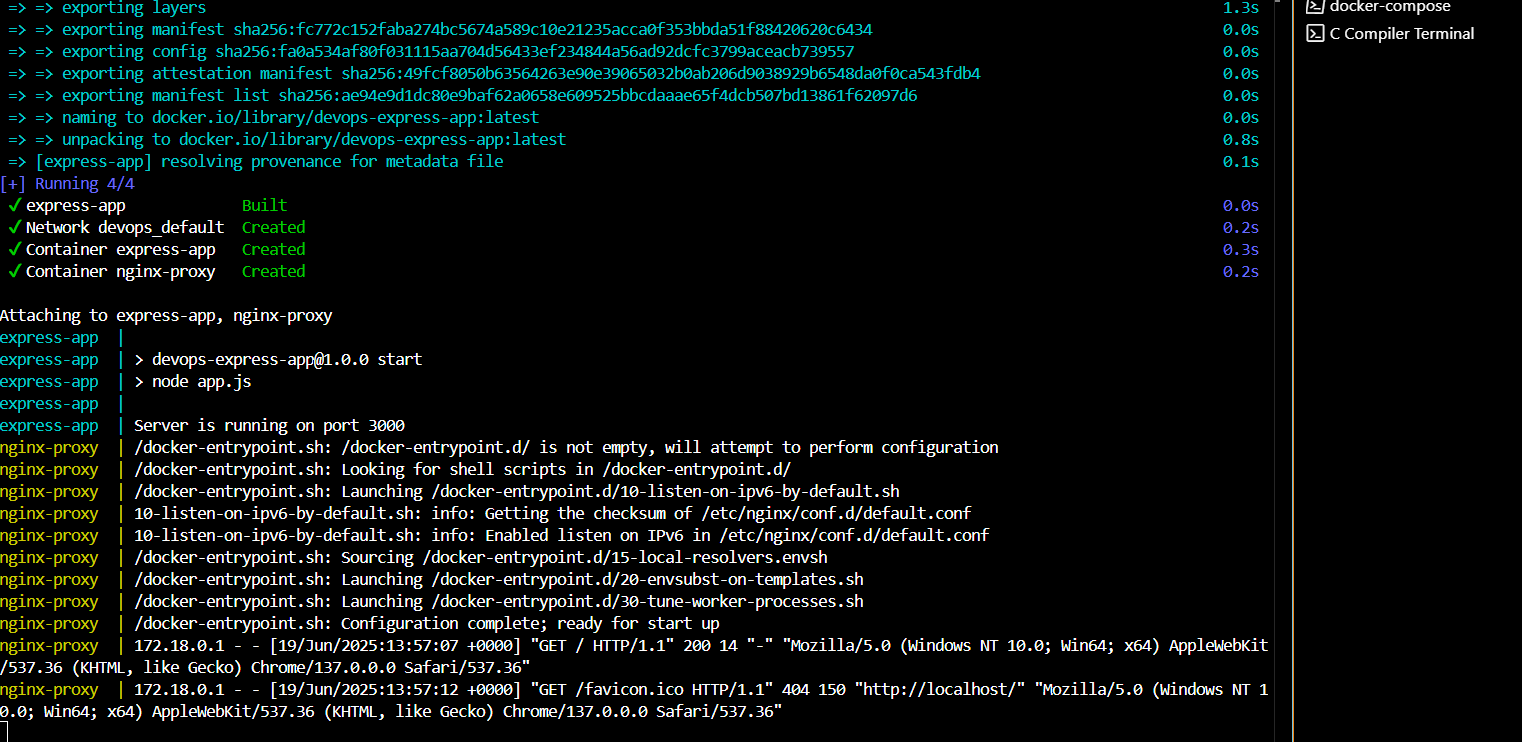 => => exporting layers 1.3s
=> => exporting manifest sha256:fc772c152faba274bc5674a589c10e21235acca0f353bbda51f88420620c6434 0.0s
=> => exporting config sha256:fa0a534af80f031115aa704d56433ef234844a56ad92dcfc3799aceacb739557 0.0s
=> => exporting attestation manifest sha256:49fcf8050b63564263e90e39065032b0ab206d9038929b6548da0f0ca543fdb4 0.0s
=> => exporting manifest list sha256:ae94e9d1dc80e9baf62a0658e609525bbcdaaae65f4dcb507bd13861f62097d6 0.0s
=> => naming to docker.io/library/devops-express-app:latest 0.0s
=> => unpacking to docker.io/library/devops-express-app:latest 0.8s
=> [express-app] resolving provenance for metadata file 0.1s
[+] Running 4/4
✓ express-app Built 0.0s
✓ Network devops_default Created 0.2s
✓ Container express-app Created 0.3s
✓ Container nginx-proxy Created 0.2s
Attaching to express-app, nginx-proxy
express-app |
express-app | > devops-express-app@1.0.0 start
express-app | > node app.js
express-app |
express-app | Server is running on port 3000
nginx-proxy | /docker-entrypoint.sh: /docker-entrypoint.d/ is not empty, will attempt to perform configuration
nginx-proxy | /docker-entrypoint.sh: Looking for shell scripts in /docker-entrypoint.d/
nginx-proxy | /docker-entrypoint.sh: Launching /docker-entrypoint.d/10-listen-on-ipv6-by-default.sh
nginx-proxy | 10-listen-on-ipv6-by-default.sh: info: Getting the checksum of /etc/nginx/conf.d/default.conf
nginx-proxy | 10-listen-on-ipv6-by-default.sh: info: Enabled listen on IPv6 in /etc/nginx/conf.d/default.conf
nginx-proxy | /docker-entrypoint.sh: Sourcing /docker-entrypoint.d/15-local-resolvers.envsh
nginx-proxy | /docker-entrypoint.sh: Launching /docker-entrypoint.d/20-envsubst-on-templates.sh
nginx-proxy | /docker-entrypoint.sh: Launching /docker-entrypoint.d/30-tune-worker-processes.sh
nginx-proxy | /docker-entrypoint.sh: Configuration complete; ready for start up
nginx-proxy | 172.18.0.1 - - [19/Jun/2025:13:57:07 +0000] "GET / HTTP/1.1" 200 14 "-" "Mozilla/5.0 (Windows NT 10.0; Win64; x64) AppleWebKit
/537.36 (KHTML, like Gecko) Chrome/137.0.0.0 Safari/537.36"
nginx-proxy | 172.18.0.1 - - [19/Jun/2025:13:57:12 +0000] "GET /favicon.ico HTTP/1.1" 404 150 "http://localhost/" "Mozilla/5.0 (Windows NT 1
0.0; Win64; x64) AppleWebKit/537.36 (KHTML, like Gecko) Chrome/137.0.0.0 Safari/537.36"
docker-compose
C Compiler Terminal